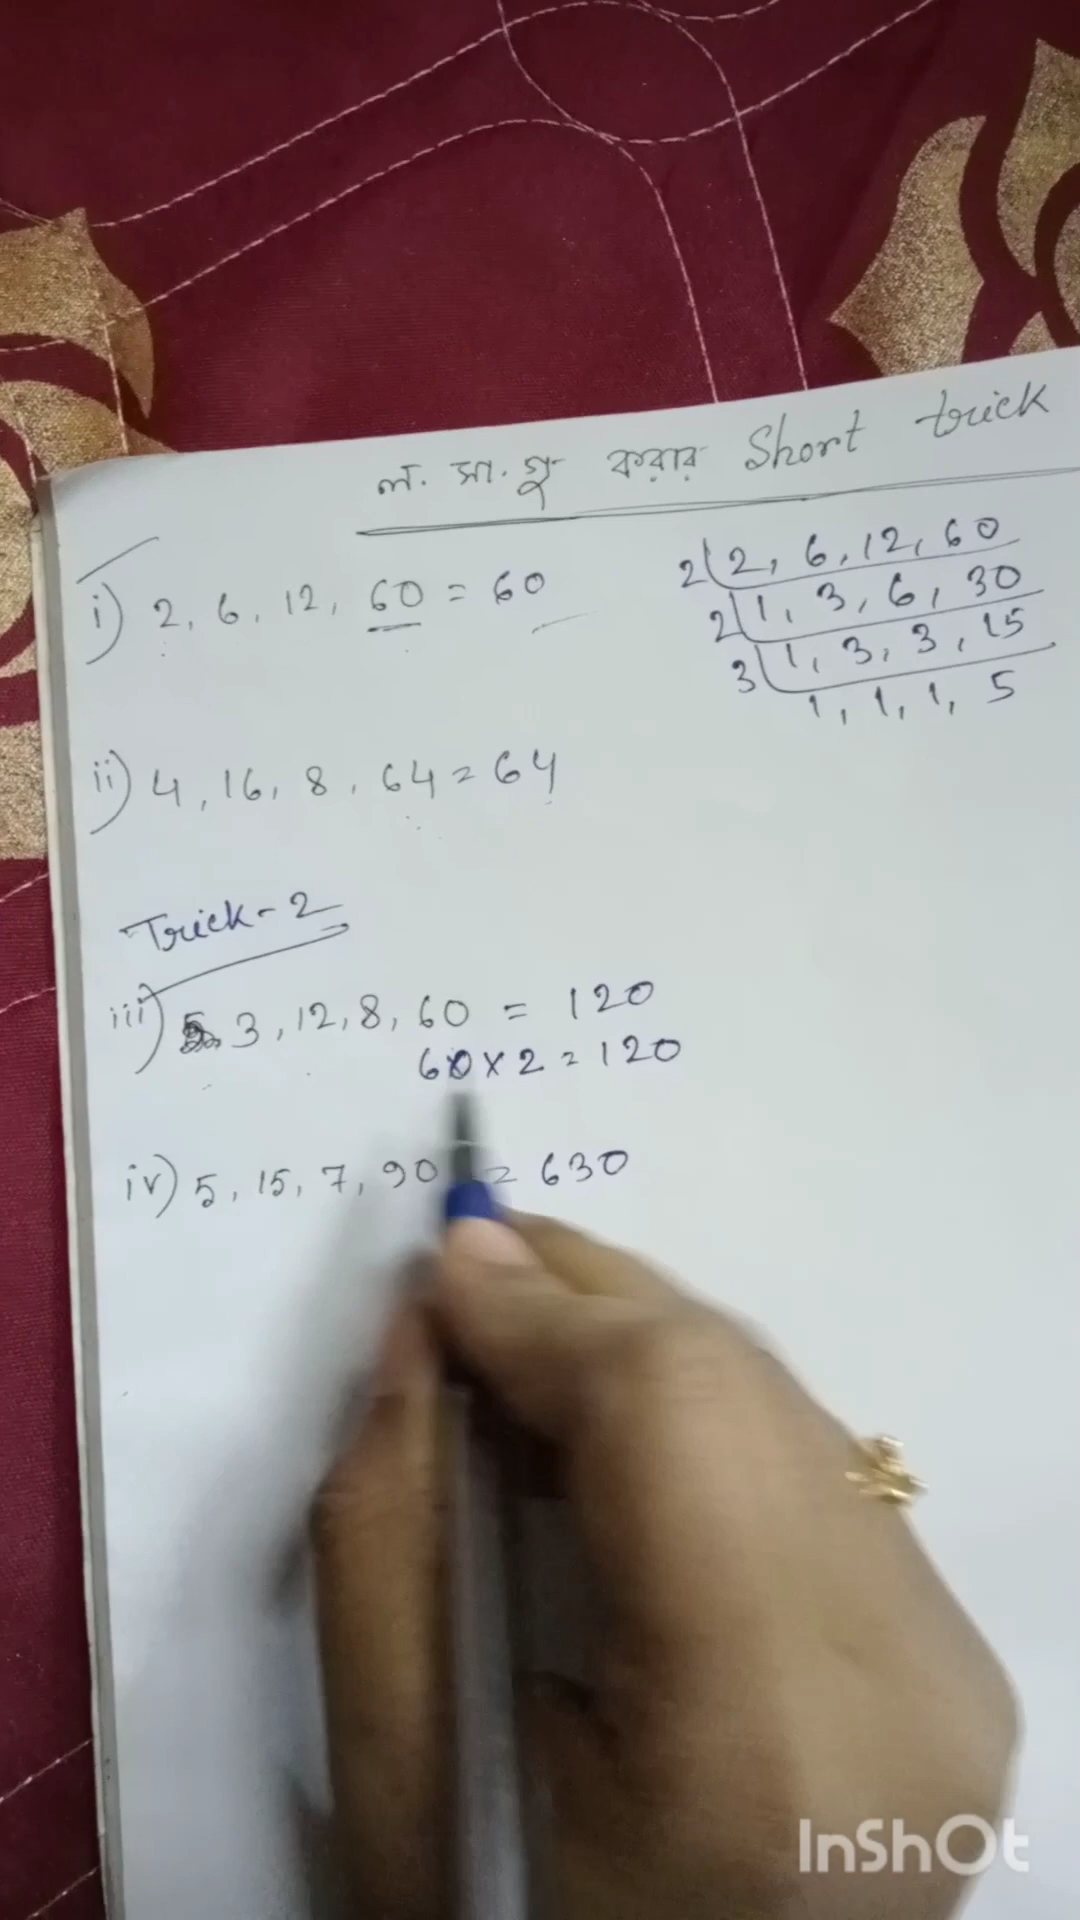 ল. সা. গু করার Short trick
i) 2, 6, 12, 60 = 60
2 2, 6, 12, 60
2 1, 3, 6, 30
3 1, 3, 3, 15
1, 1, 1, 5
ii) 4, 16, 8, 64 = 64
Trick - 2
iii) 3, 12, 8, 60 = 120
60 x 2 = 120
iv) 5, 15, 7, 90 = 630
InShOt